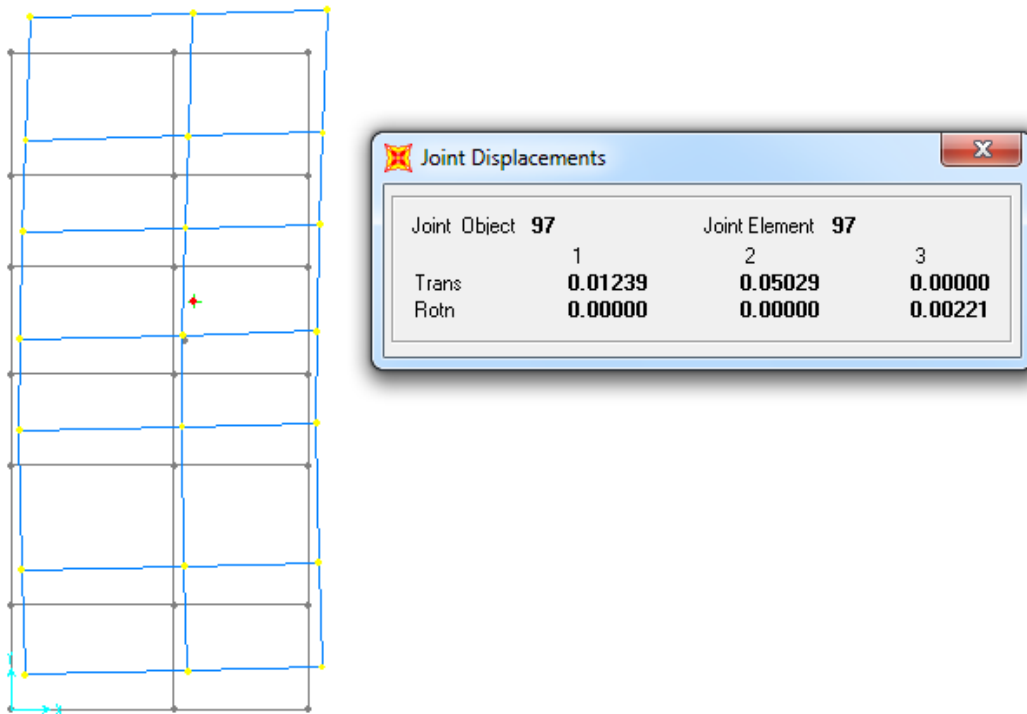 Joint Displacements
Joint Object 97 Joint Element 97
1 2 3
Trans 0.01239 0.05029 0.00000
Rotn 0.00000 0.00000 0.00221
Y
X